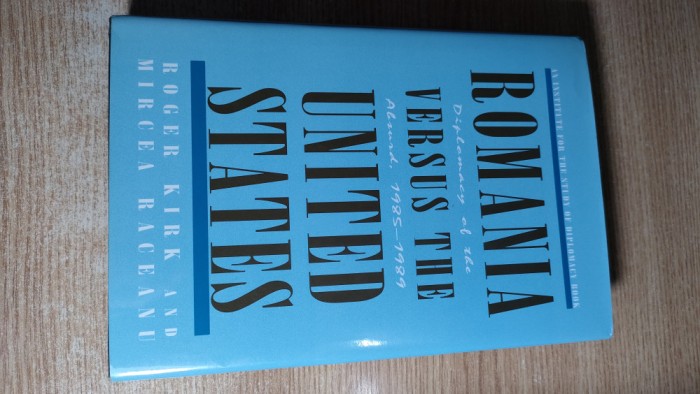 AN INSTITUTE FOR THE STUDY OF DIPLOMACY BOOK
ROMANIA
Diplomacy of the
VERSUS THE
Absurd, 1985–1989
UNITED
STATES
ROGER KIRK AND
MIRCEA RACEANU